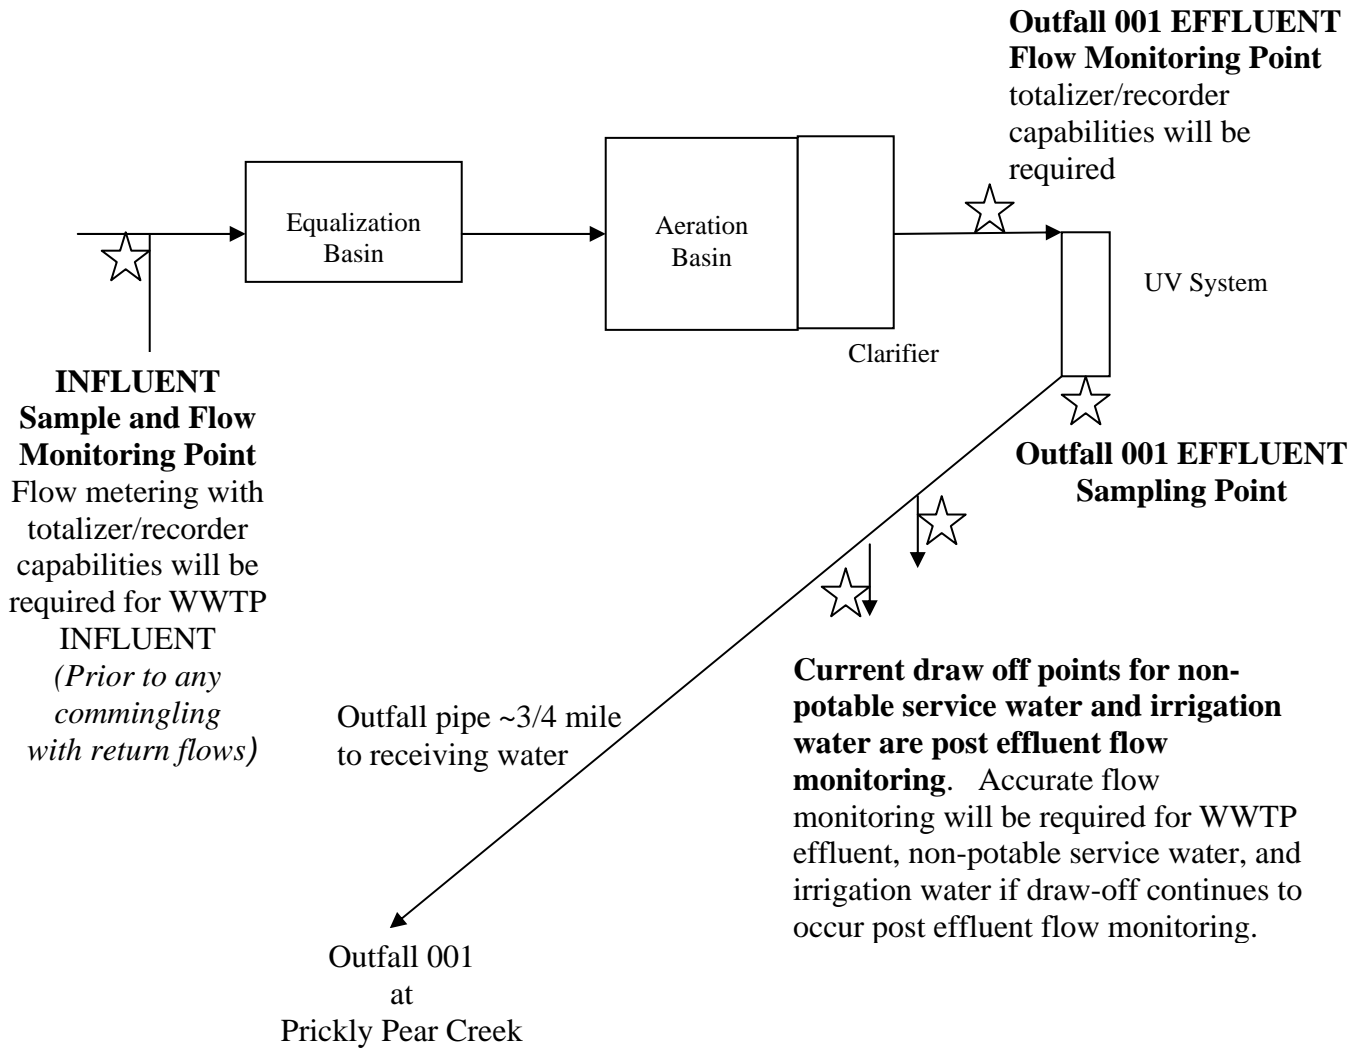 Outfall 001 EFFLUENT
Flow Monitoring Point
totalizer/recorder
capabilities will be
required
Equalization
Basin
Aeration
Basin
UV System
Clarifier
INFLUENT
Sample and Flow
Monitoring Point
Flow metering with
totalizer/recorder
capabilities will be
required for WWTP
INFLUENT
(Prior to any
commingling
with return flows)
Outfall 001 EFFLUENT
Sampling Point
Current draw off points for non-
potable service water and irrigation
water are post effluent flow
monitoring. Accurate flow
monitoring will be required for WWTP
effluent, non-potable service water, and
irrigation water if draw-off continues to
occur post effluent flow monitoring.
Outfall pipe ~3/4 mile
to receiving water
Outfall 001
at
Prickly Pear Creek